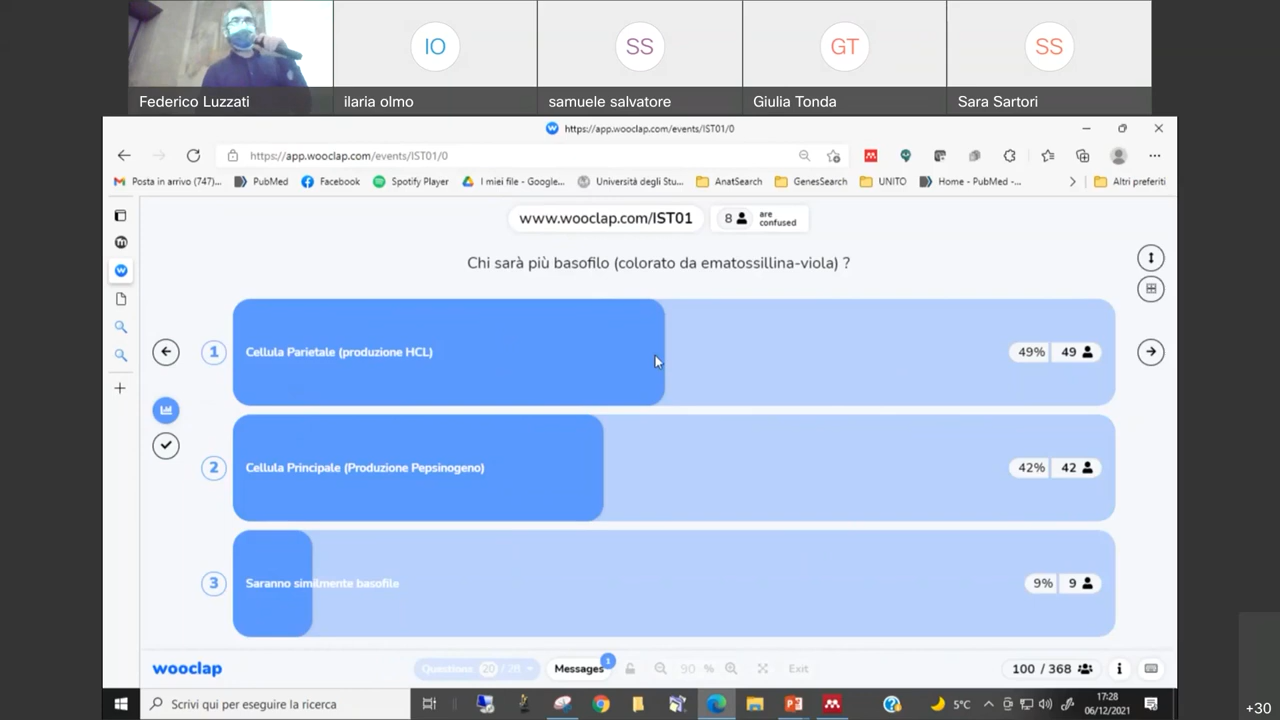 IO
SS
GT
SS
Federico Luzzati
ilaria olmo
samuele salvatore
Giulia Tonda
Sara Sartori
https://app.wooclap.com/events/IST01/0
https://app.wooclap.com/events/IST01/0
Posta in arrivo (747)...
PubMed
Facebook
Spotify Player
I miei file - Google...
Università degli Stu...
AnatSearch
GenesSearch
UNITO
Home - PubMed -...
Altri preferiti
www.wooclap.com/IST01
8
are
confused
Chi sarà più basofilo (colorato da ematossillina-viola) ?
1
Cellula Parietale (produzione HCL)
49%
49
2
Cellula Principale (Produzione Pepsinogeno)
42%
42
3
Saranno similmente basofile
9%
9
wooclap
Questions 20 / 28
Messages
1
90 %
Exit
100 / 368
Scrivi qui per eseguire la ricerca
5°C
17:28
06/12/2021
+30